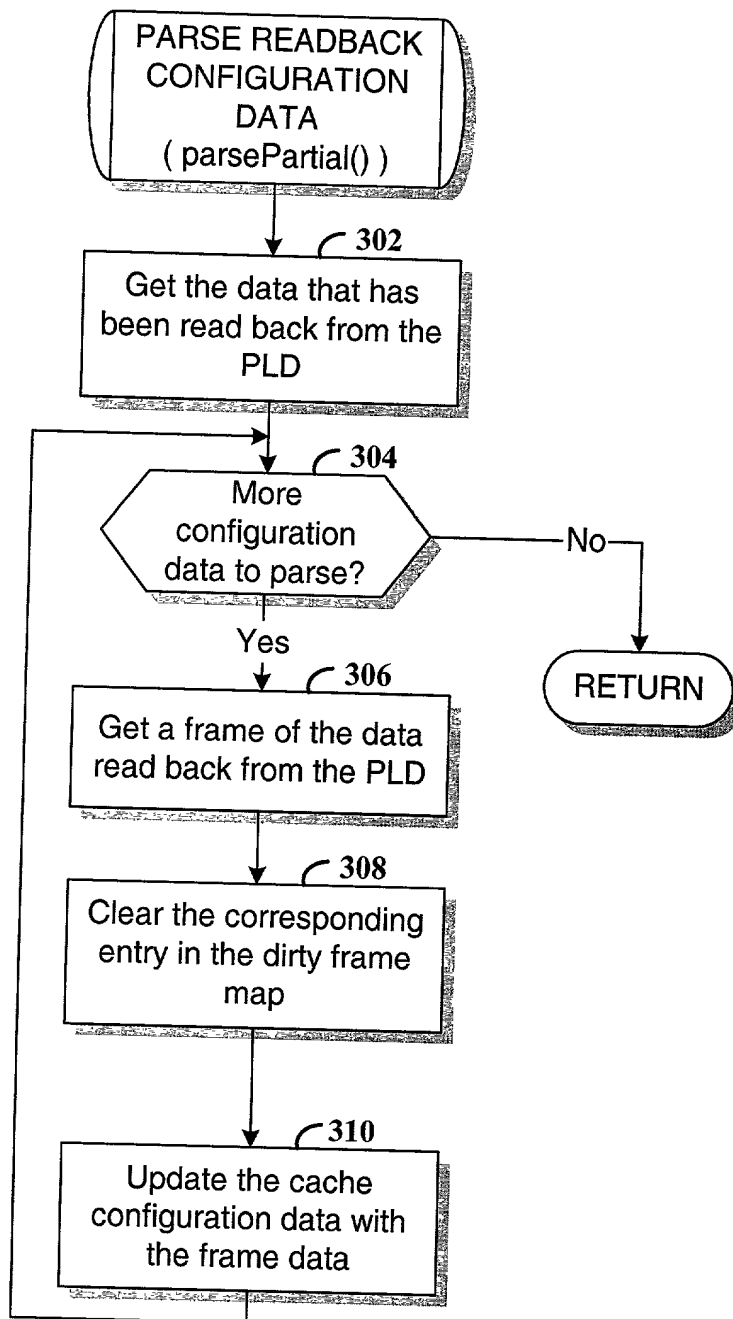 PARSE READBACK
CONFIGURATION
DATA
( parsePartial() )
302
Get the data that has
been read back from the
PLD
304
More
configuration
data to parse?
No
Yes
RETURN
306
Get a frame of the data
read back from the PLD
308
Clear the corresponding
entry in the dirty frame
map
310
Update the cache
configuration data with
the frame data